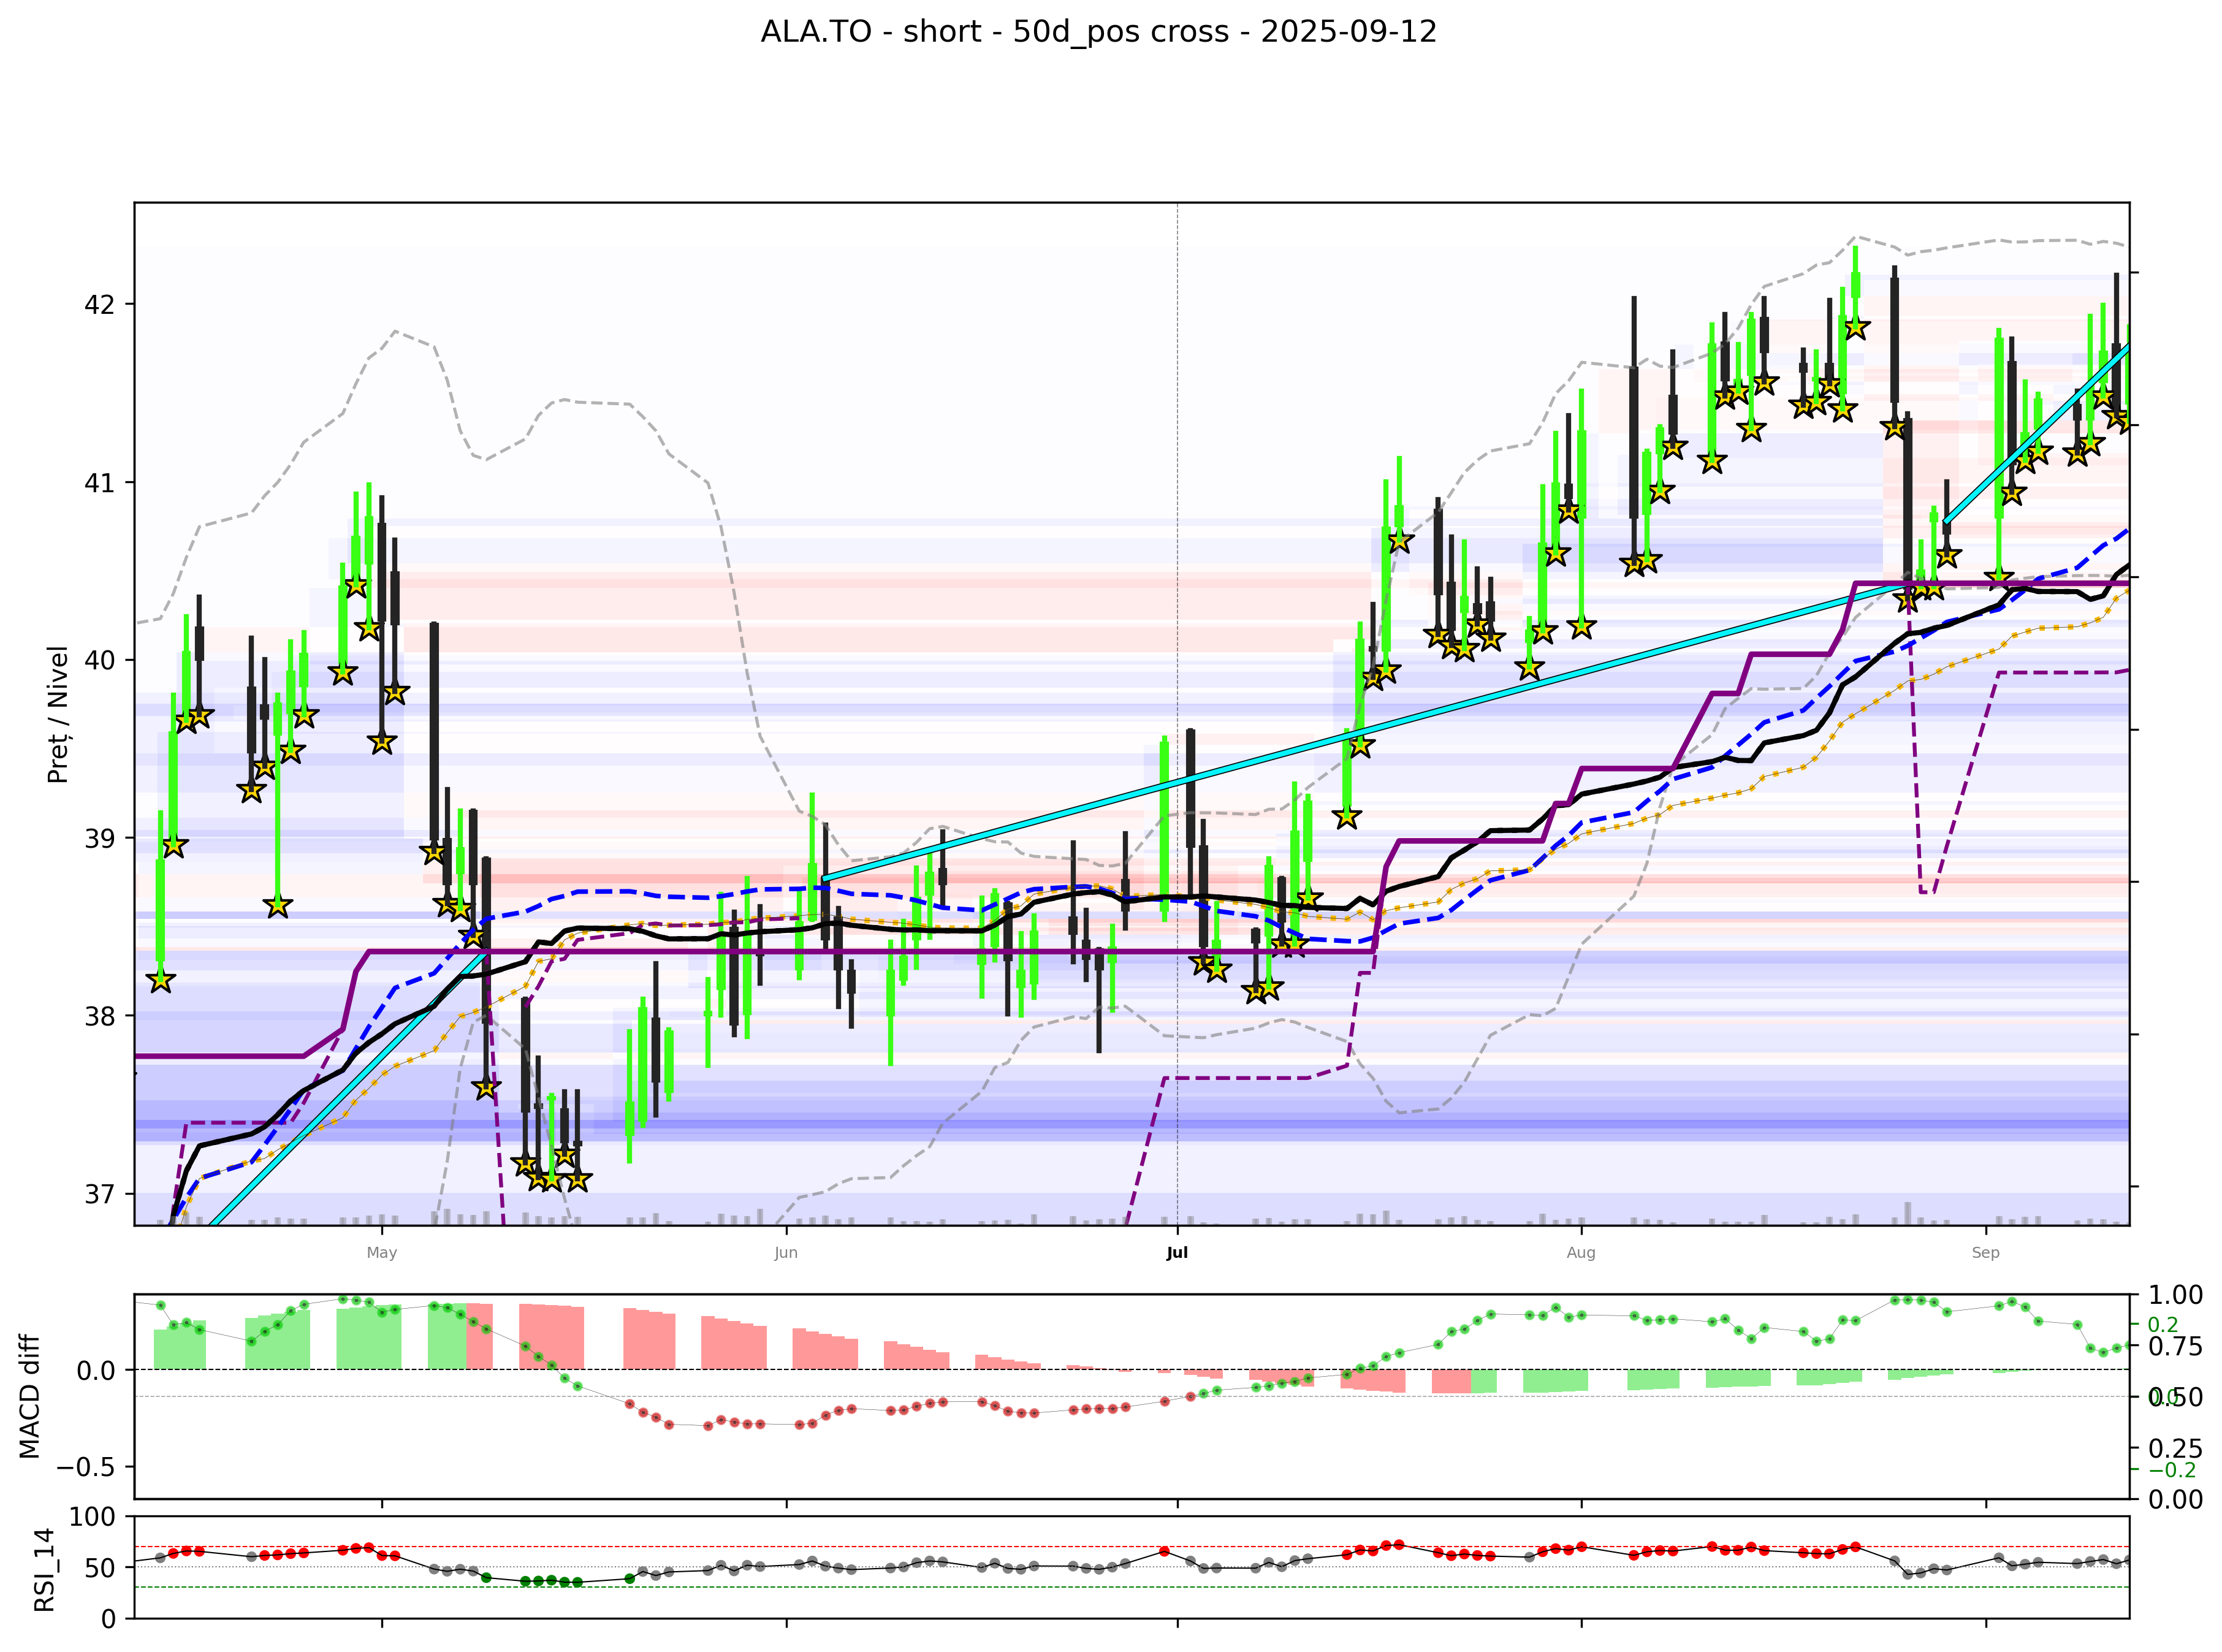 ALA.TO - short - 50d_pos cross - 2025-09-12
Preț / Nivel
42
41
40
39
38
37
May
Jun
Jul
Aug
Sep
MACD diff
0.0
−0.5
1.00
0.2
0.75
0.50
0.0
0.25
−0.2
0.00
RSI_14
100
50
0